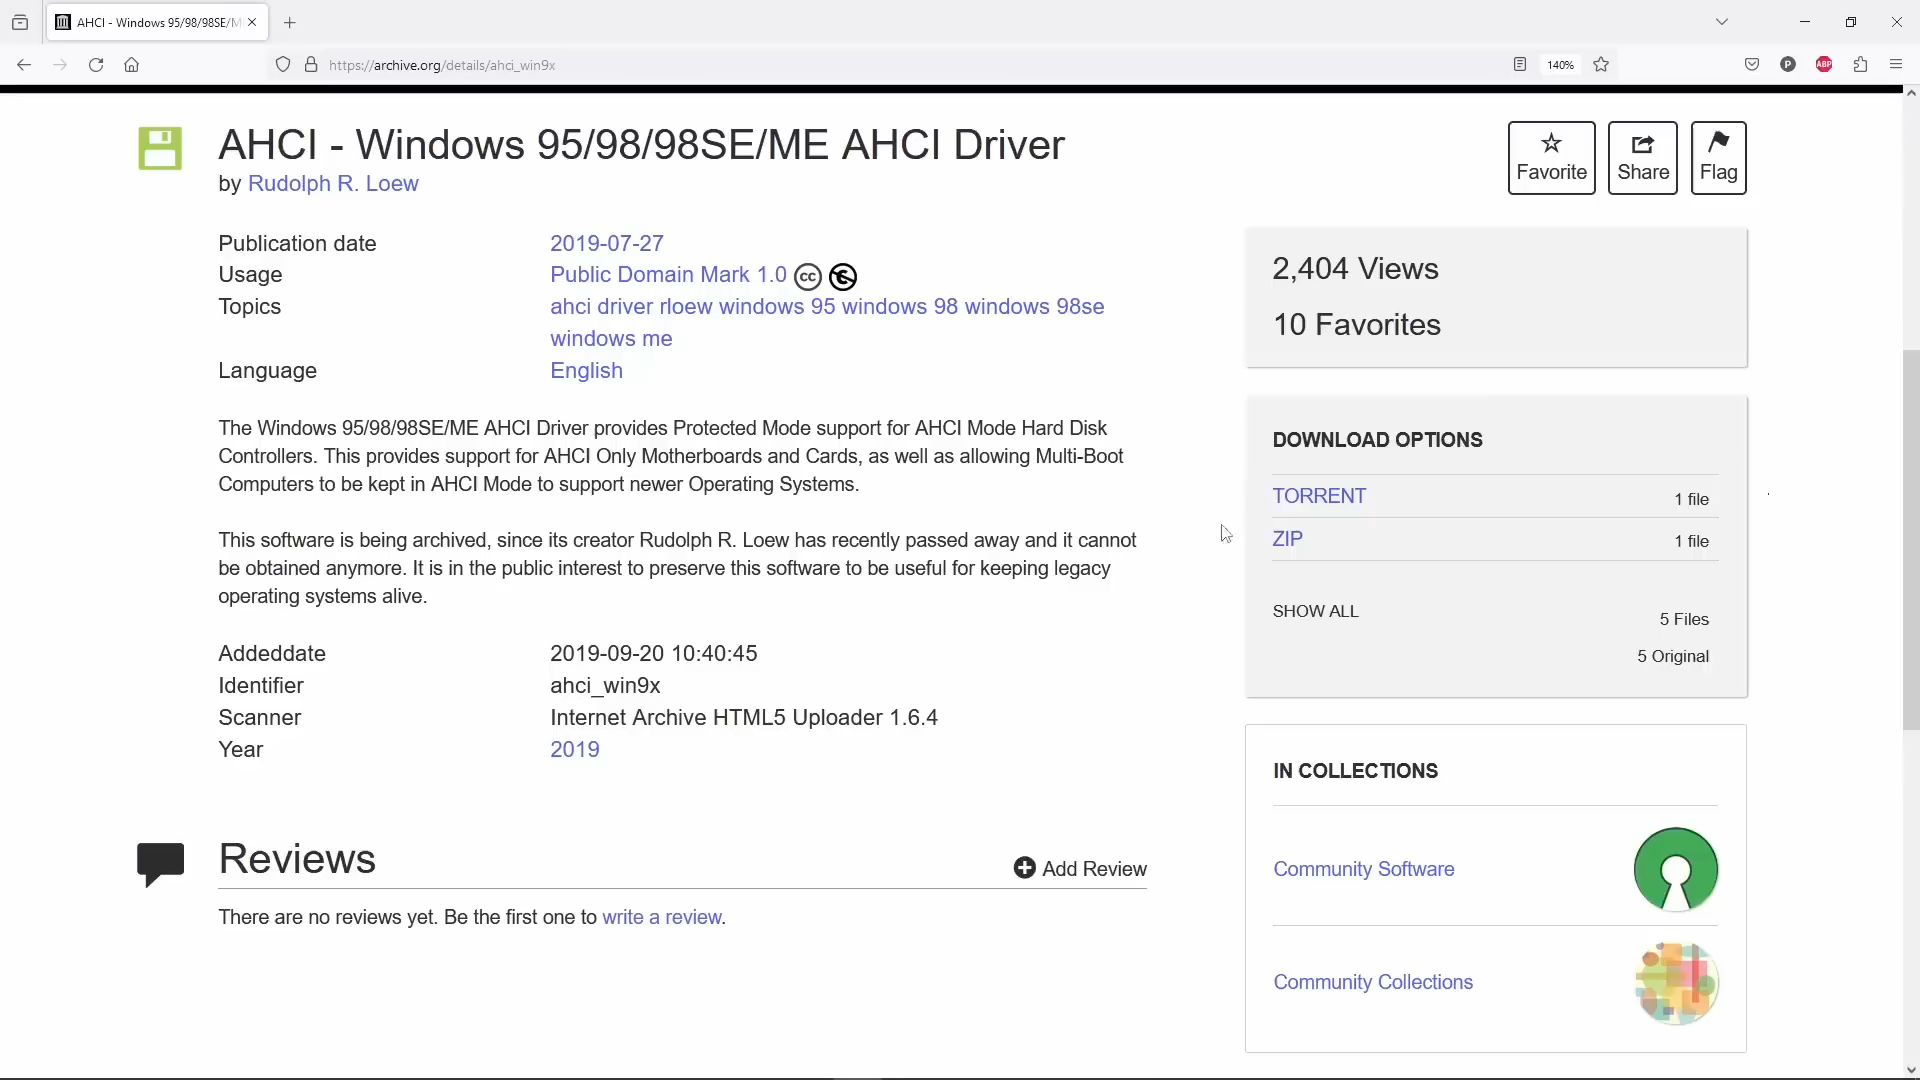 AHCI - Windows 95/98/98SE/M
https://archive.org/details/ahci_win9x
140%
P
ABP
AHCI - Windows 95/98/98SE/ME AHCI Driver
by Rudolph R. Loew
Favorite
Share
Flag
Publication date 2019-07-27
Usage Public Domain Mark 1.0 cc
Topics ahci driver rloew windows 95 windows 98 windows 98se
windows me
Language English
The Windows 95/98/98SE/ME AHCI Driver provides Protected Mode support for AHCI Mode Hard Disk
Controllers. This provides support for AHCI Only Motherboards and Cards, as well as allowing Multi-Boot
Computers to be kept in AHCI Mode to support newer Operating Systems.
This software is being archived, since its creator Rudolph R. Loew has recently passed away and it cannot
be obtained anymore. It is in the public interest to preserve this software to be useful for keeping legacy
operating systems alive.
Addeddate 2019-09-20 10:40:45
Identifier ahci_win9x
Scanner Internet Archive HTML5 Uploader 1.6.4
Year 2019
Reviews
Add Review
There are no reviews yet. Be the first one to write a review.
2,404 Views
10 Favorites
DOWNLOAD OPTIONS
TORRENT 1 file
ZIP 1 file
SHOW ALL 5 Files
5 Original
IN COLLECTIONS
Community Software
Community Collections